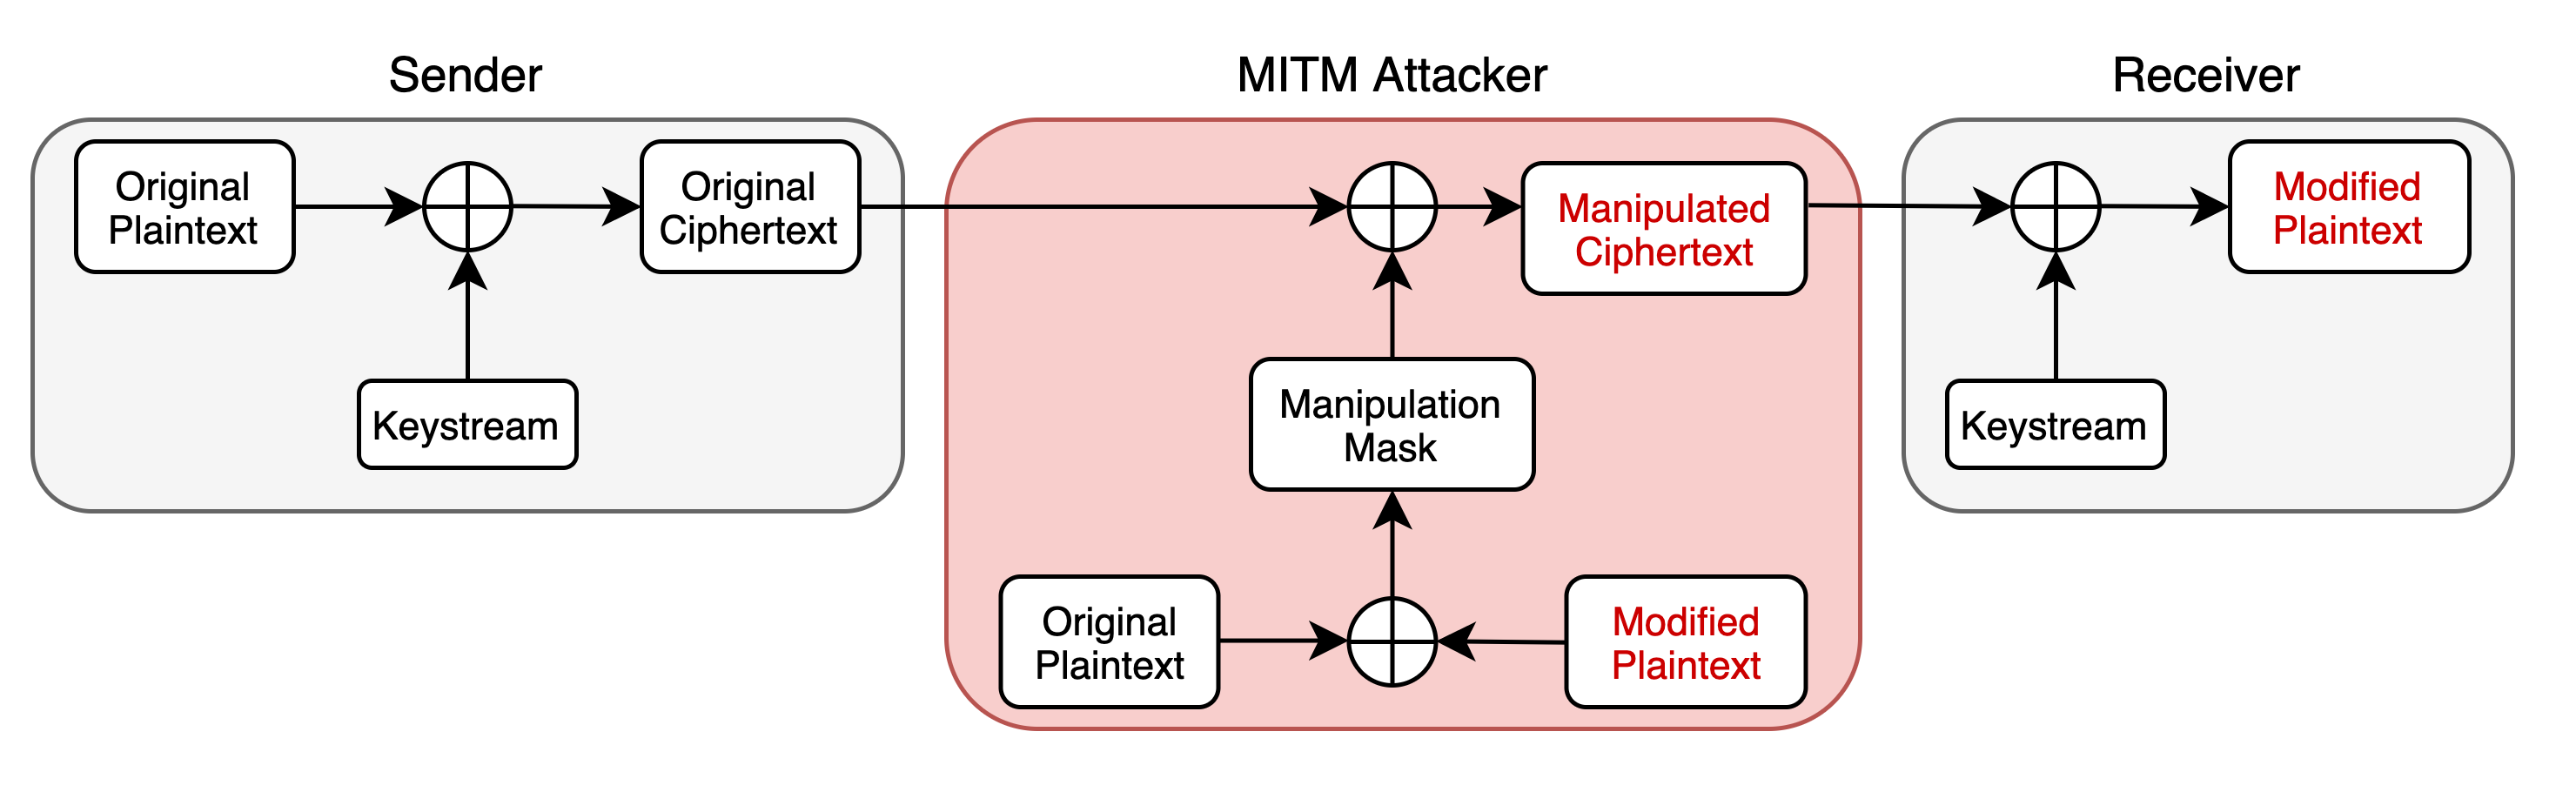 Sender
MITM Attacker
Receiver
Original
Plaintext
Original
Ciphertext
Keystream
Manipulated
Ciphertext
Manipulation
Mask
Original
Plaintext
Modified
Plaintext
Modified
Plaintext
Keystream